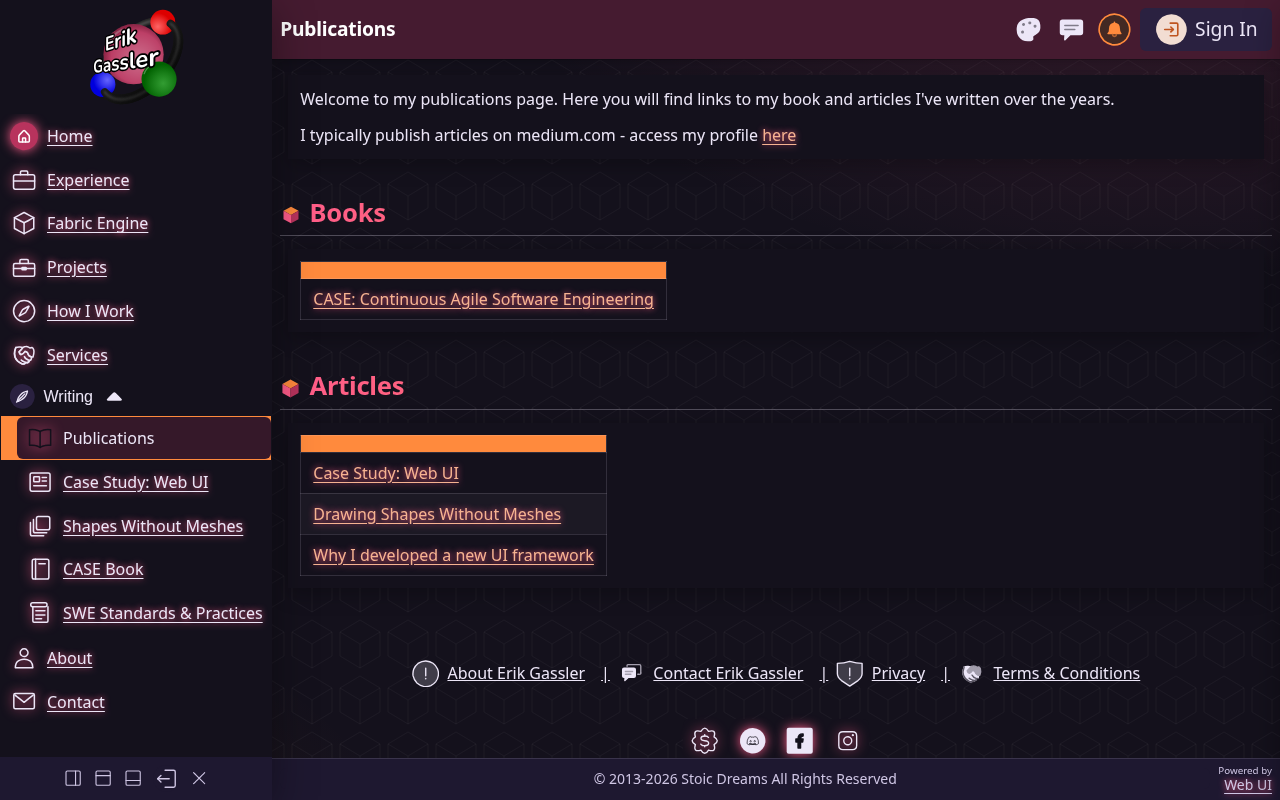 Erik
Gassler
Home
Experience
Fabric Engine
Projects
How I Work
Services
Writing
Publications
Case Study: Web UI
Shapes Without Meshes
CASE Book
SWE Standards & Practices
About
Contact
Publications
Sign In
Welcome to my publications page. Here you will find links to my book and articles I've written over the years.
I typically publish articles on medium.com - access my profile here
Books
CASE: Continuous Agile Software Engineering
Articles
Case Study: Web UI
Drawing Shapes Without Meshes
Why I developed a new UI framework
About Erik Gassler | Contact Erik Gassler | Privacy | Terms & Conditions
© 2013-2026 Stoic Dreams All Rights Reserved
Powered by
Web UI